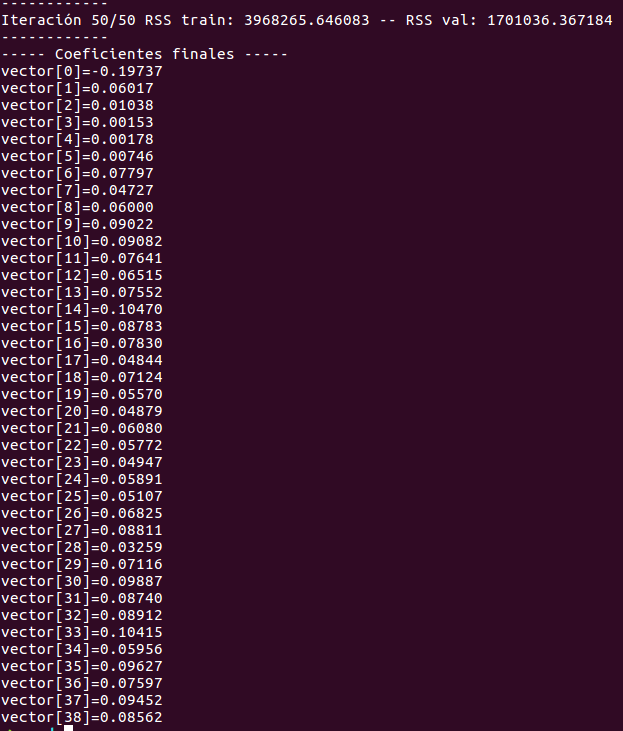 ------------
Iteración 50/50 RSS train: 3968265.646083 -- RSS val: 1701036.367184
------------
----- Coeficientes finales -----
vector[0]=-0.19737
vector[1]=0.06017
vector[2]=0.01038
vector[3]=0.00153
vector[4]=0.00178
vector[5]=0.00746
vector[6]=0.07797
vector[7]=0.04727
vector[8]=0.06000
vector[9]=0.09022
vector[10]=0.09082
vector[11]=0.07641
vector[12]=0.06515
vector[13]=0.07552
vector[14]=0.10470
vector[15]=0.08783
vector[16]=0.07830
vector[17]=0.04844
vector[18]=0.07124
vector[19]=0.05570
vector[20]=0.04879
vector[21]=0.06080
vector[22]=0.05772
vector[23]=0.04947
vector[24]=0.05891
vector[25]=0.05107
vector[26]=0.06825
vector[27]=0.08811
vector[28]=0.03259
vector[29]=0.07116
vector[30]=0.09887
vector[31]=0.08740
vector[32]=0.08912
vector[33]=0.10415
vector[34]=0.05956
vector[35]=0.09627
vector[36]=0.07597
vector[37]=0.09452
vector[38]=0.08562